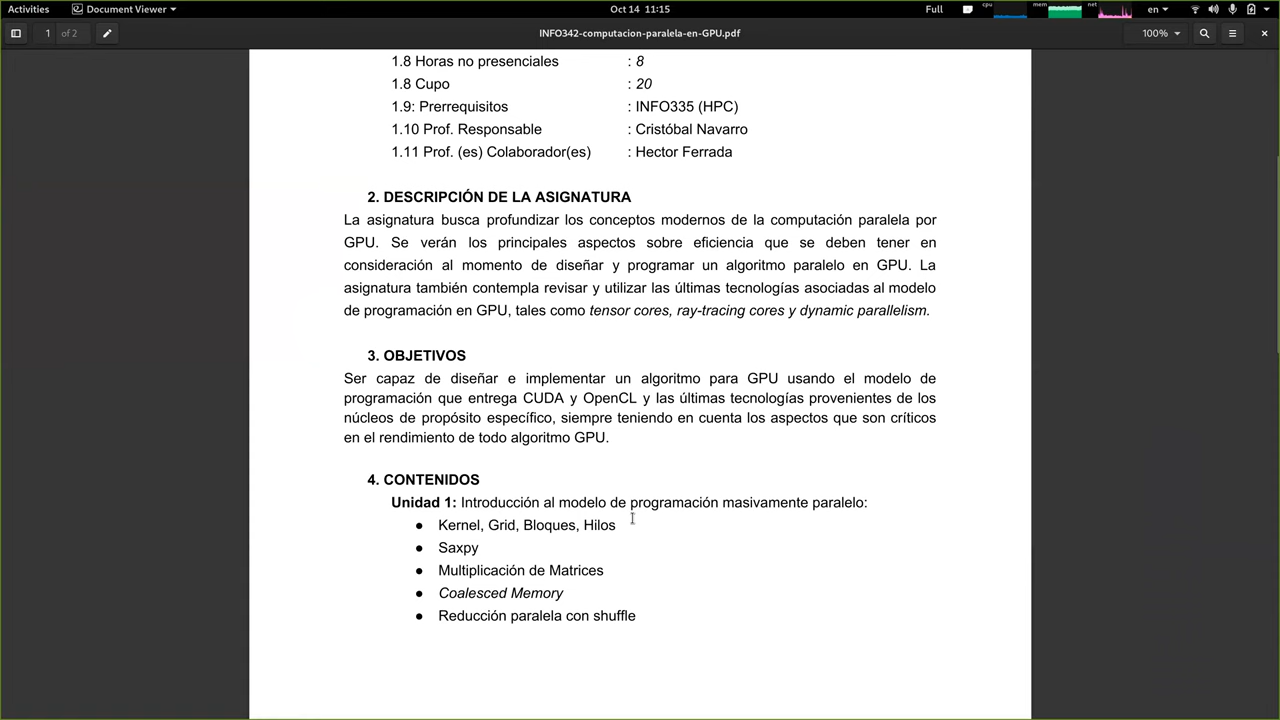 Activities
Document Viewer
Oct 14 11:15
Full
cpu
mem
net
en
1 of 2
INFO342-computacion-paralela-en-GPU.pdf
100%
1.8 Horas no presenciales : 8
1.8 Cupo : 20
1.9: Prerrequisitos : INFO335 (HPC)
1.10 Prof. Responsable : Cristóbal Navarro
1.11 Prof. (es) Colaborador(es) : Hector Ferrada
2. DESCRIPCIÓN DE LA ASIGNATURA
La asignatura busca profundizar los conceptos modernos de la computación paralela por
GPU. Se verán los principales aspectos sobre eficiencia que se deben tener en
consideración al momento de diseñar y programar un algoritmo paralelo en GPU. La
asignatura también contempla revisar y utilizar las últimas tecnologías asociadas al modelo
de programación en GPU, tales como tensor cores, ray-tracing cores y dynamic parallelism.
3. OBJETIVOS
Ser capaz de diseñar e implementar un algoritmo para GPU usando el modelo de
programación que entrega CUDA y OpenCL y las últimas tecnologías provenientes de los
núcleos de propósito específico, siempre teniendo en cuenta los aspectos que son críticos
en el rendimiento de todo algoritmo GPU.
4. CONTENIDOS
Unidad 1: Introducción al modelo de programación masivamente paralelo:
● Kernel, Grid, Bloques, Hilos
● Saxpy
● Multiplicación de Matrices
● Coalesced Memory
● Reducción paralela con shuffle